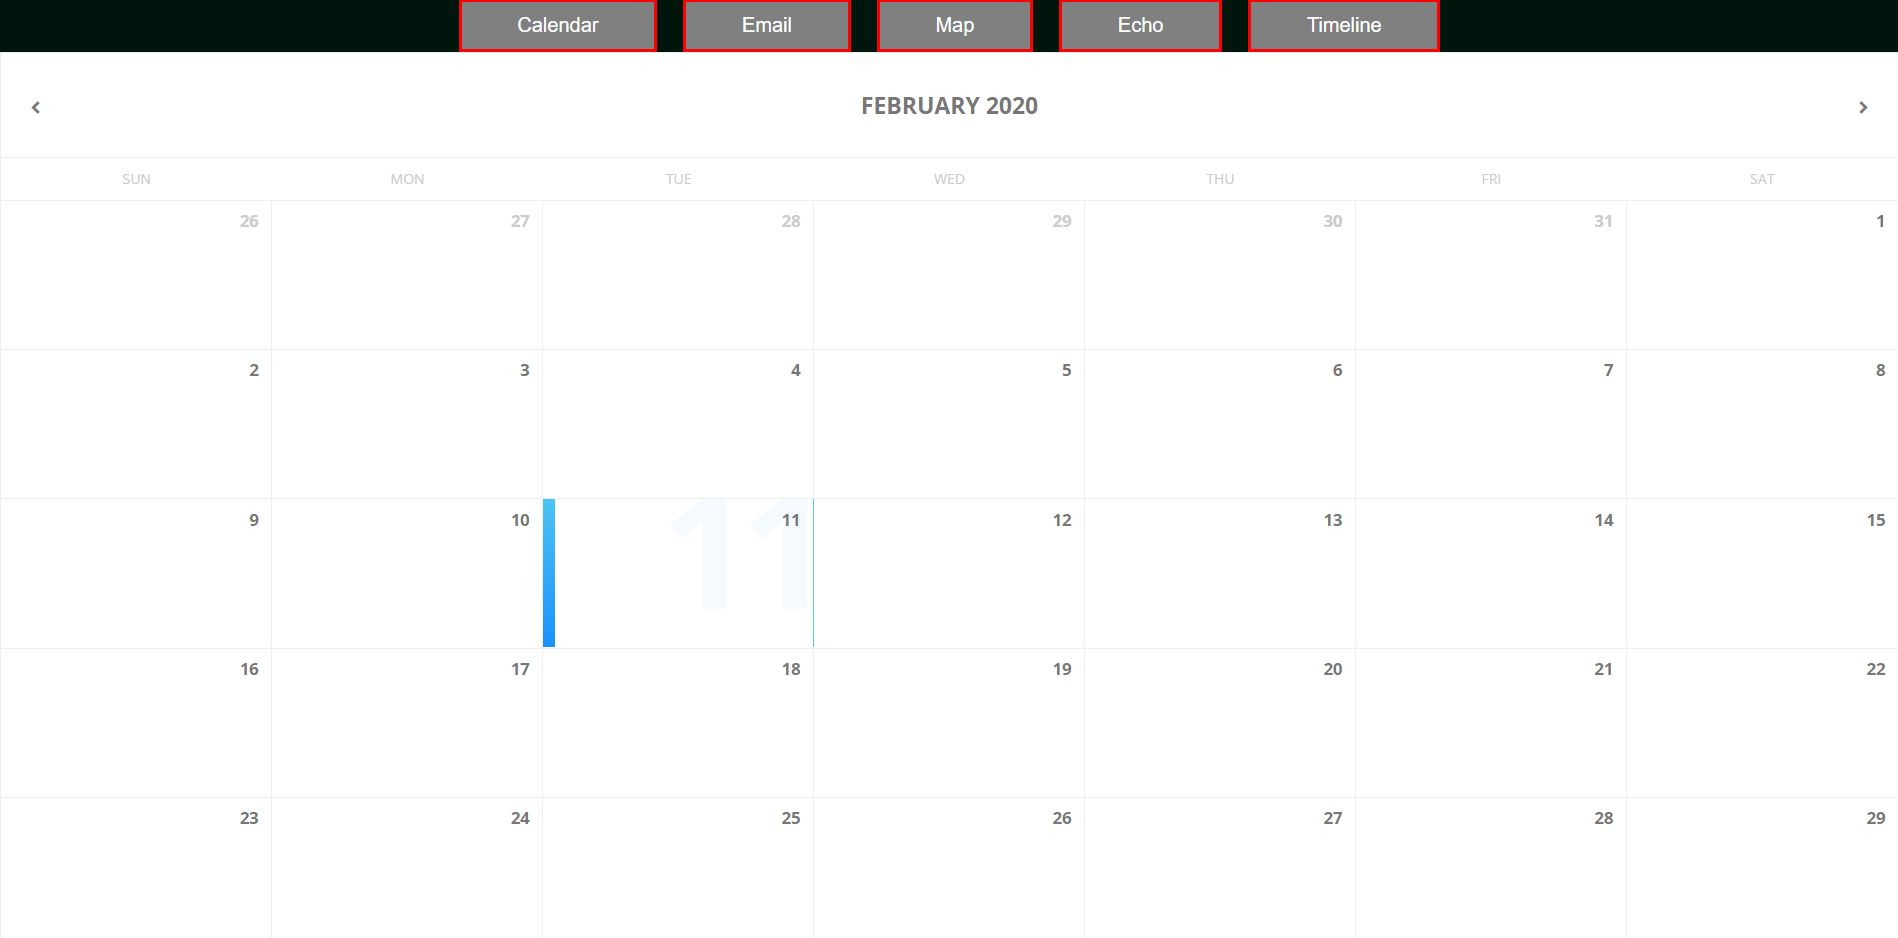 Calendar Email Map Echo Timeline
FEBRUARY 2020
SUN MON TUE WED THU FRI SAT
26 27 28 29 30 31 1
2 3 4 5 6 7 8
9 10 11 11 12 13 14 15
16 17 18 19 20 21 22
23 24 25 26 27 28 29